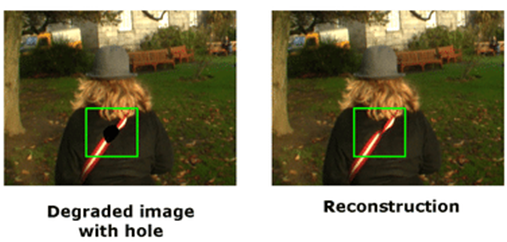 Degraded image
with hole
Reconstruction